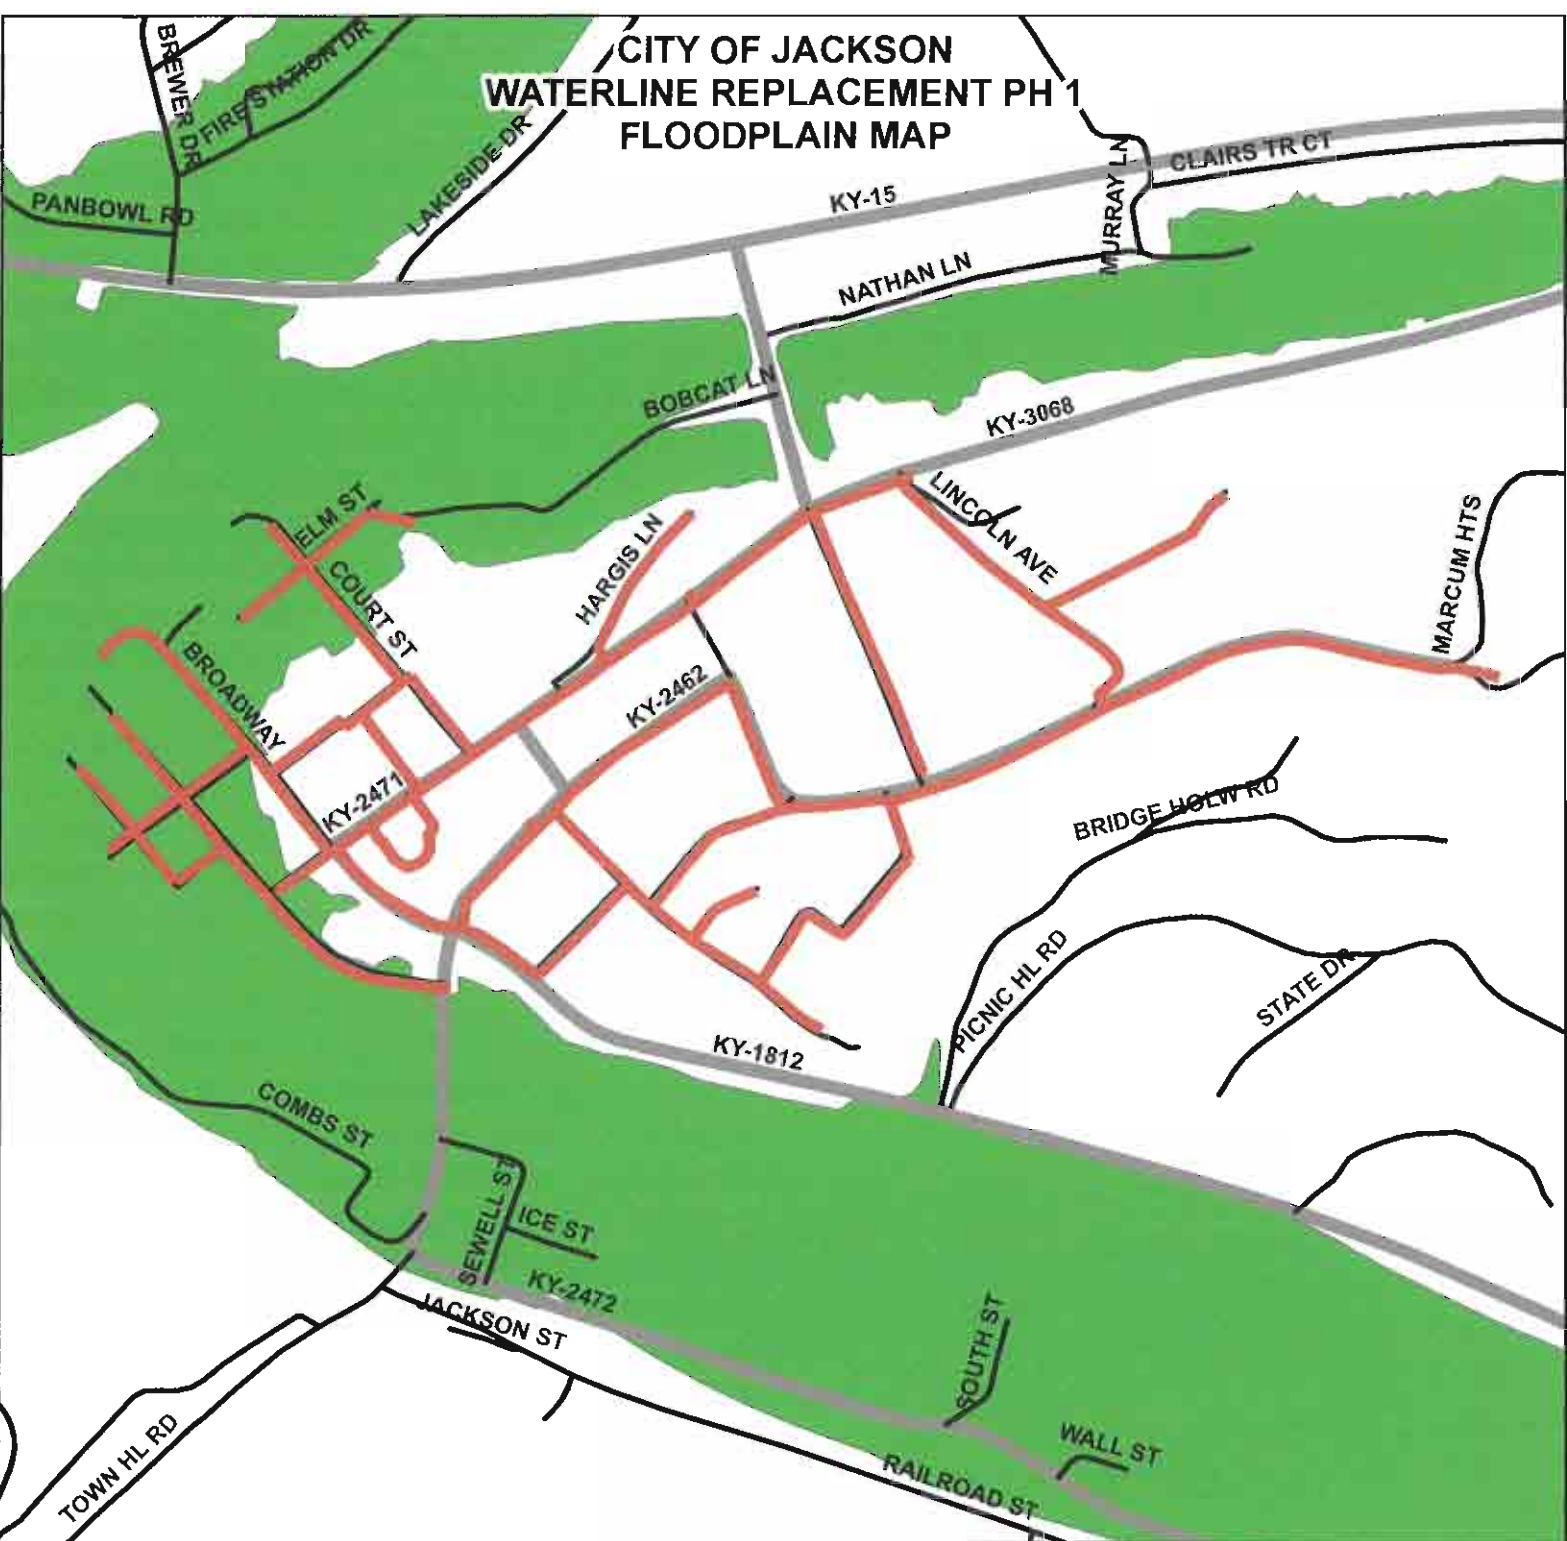 CITY OF JACKSON
WATERLINE REPLACEMENT PH 1
FLOODPLAIN MAP
BREWER DR
FIRE STATION DR
LAKESIDE DR
PANBOWL RD
KY-15
MURRAY LN
CLAIRS TR CT
NATHAN LN
BOBCAT LN
KY-3068
ELM ST
LINCOLN AVE
HARGIS LN
MARCUM HTS
COURT ST
BROADWAY
KY-2462
KY-2471
BRIDGE HOLW RD
PICNIC HL RD
STATE DR
KY-1812
COMBS ST
SEWELL ST
ICE ST
KY-2472
JACKSON ST
SOUTH ST
TOWN HL RD
WALL ST
RAILROAD ST